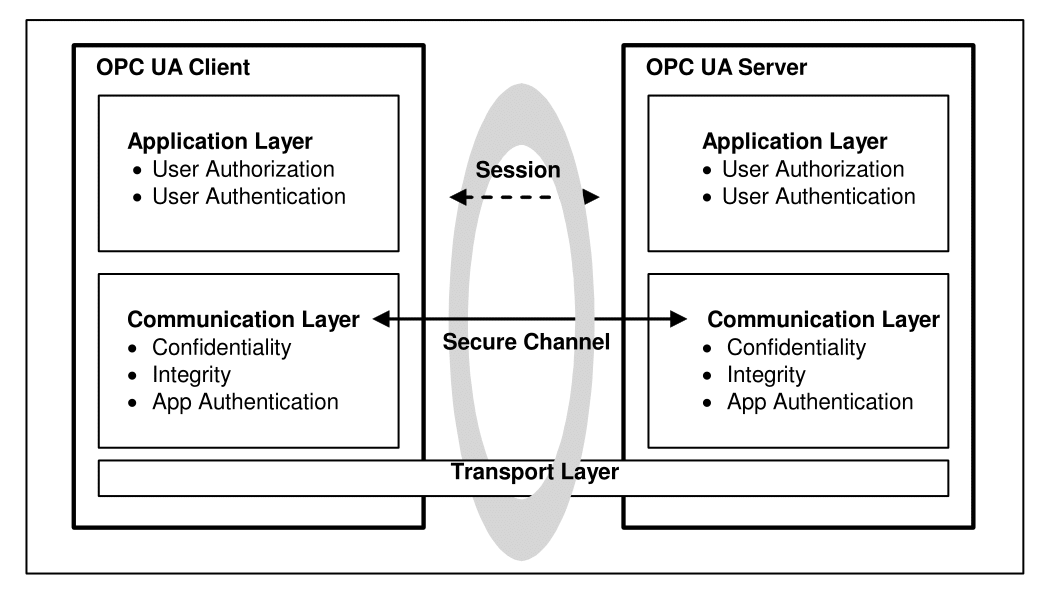 OPC UA Client
Application Layer
• User Authorization
• User Authentication
Communication Layer
• Confidentiality
• Integrity
• App Authentication
Session
Secure Channel
Transport Layer
OPC UA Server
Application Layer
• User Authorization
• User Authentication
Communication Layer
• Confidentiality
• Integrity
• App Authentication